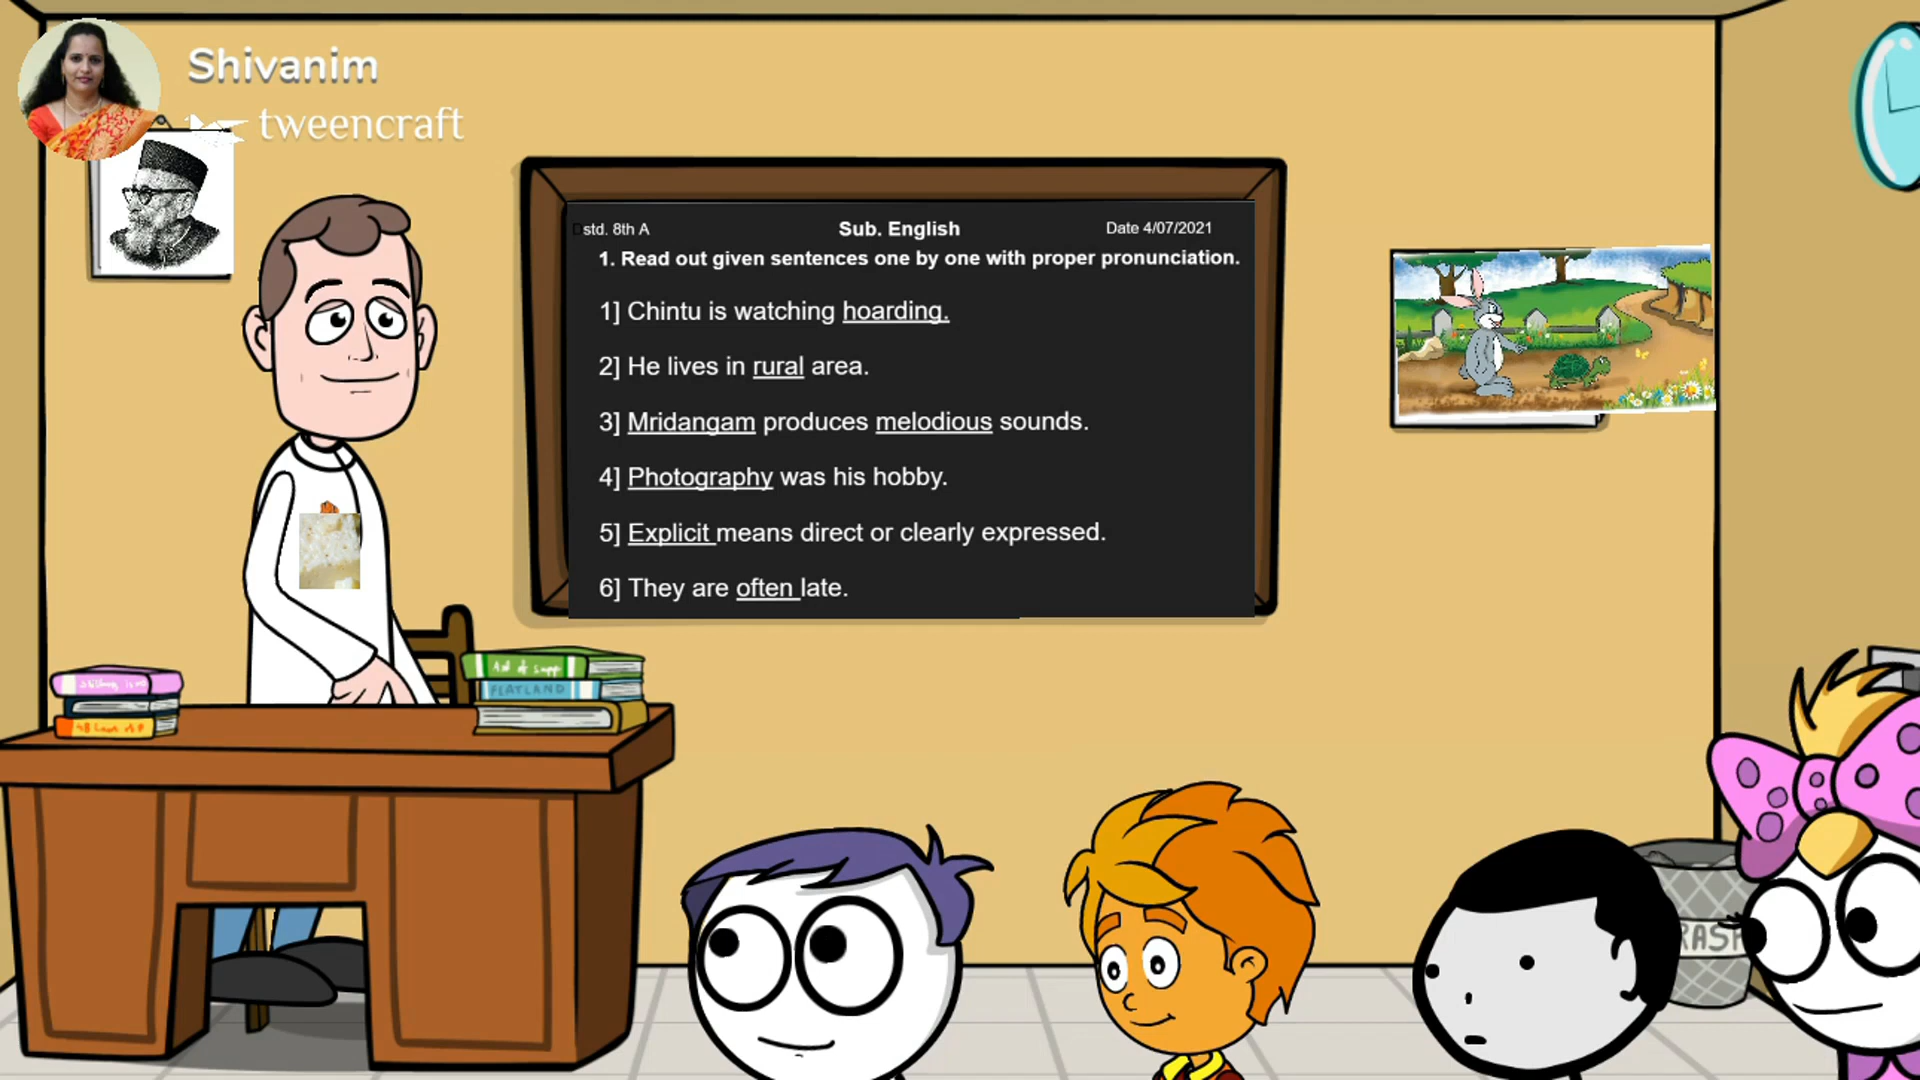 Shivanim
tweencraft
std. 8th A Sub. English Date 4/07/2021
1. Read out given sentences one by one with proper pronunciation.
1] Chintu is watching hoarding.
2] He lives in rural area.
3] Mridangam produces melodious sounds.
4] Photography was his hobby.
5] Explicit means direct or clearly expressed.
6] They are often late.
FLATLAND